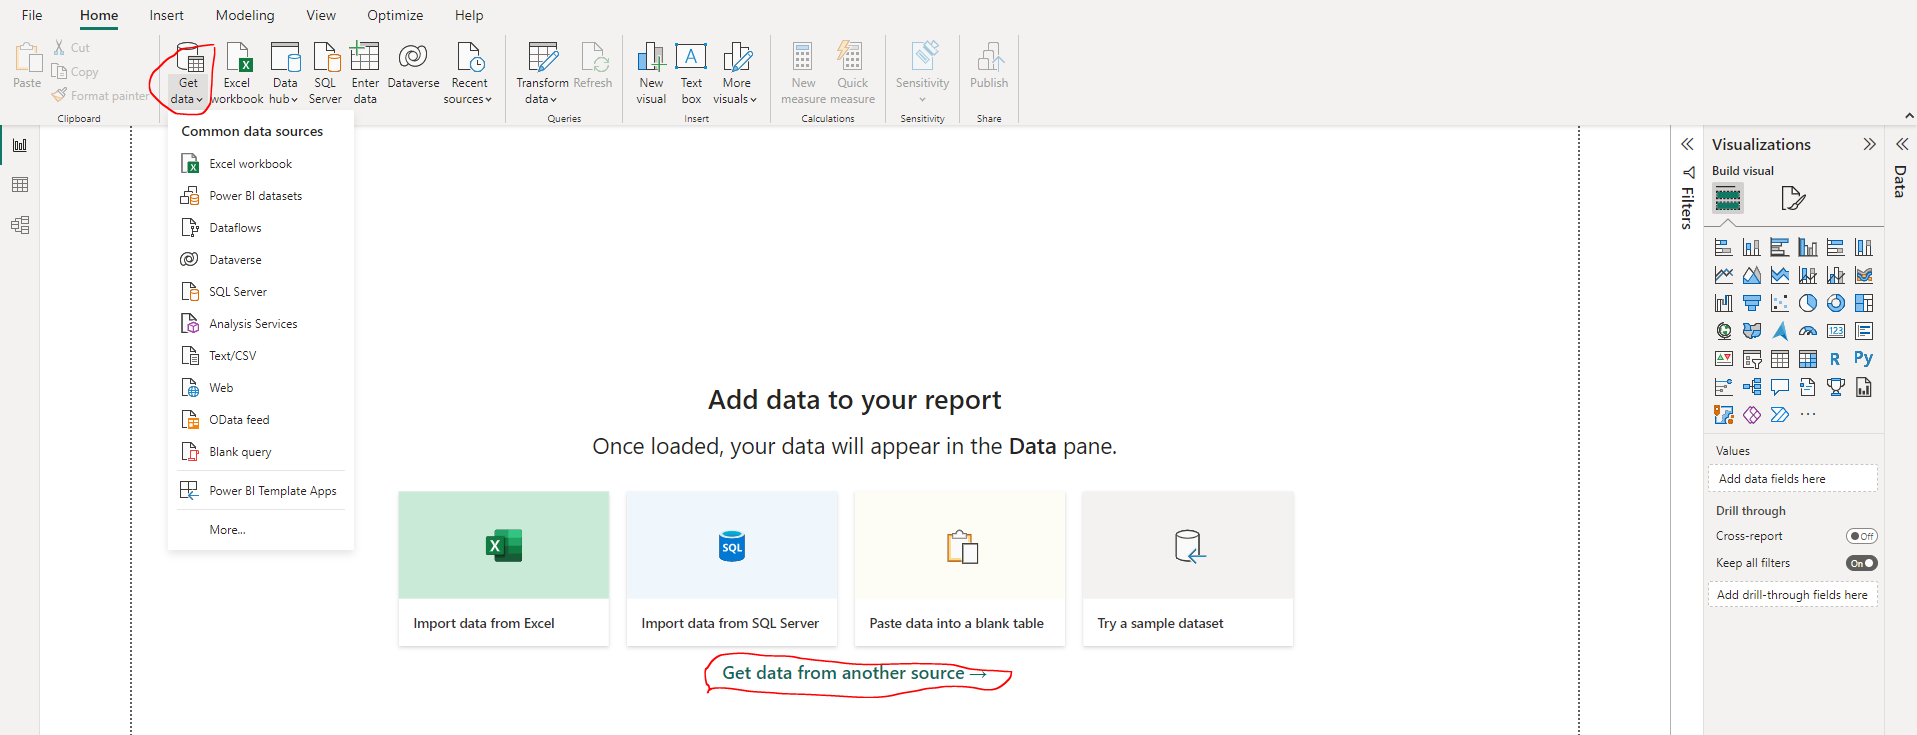 File Home Insert Modeling View Optimize Help
Paste
Cut
Copy
Format painter
Clipboard
Get data
Excel workbook
Data hub
SQL Server
Enter data
Dataverse
Recent sources
Transform data
Refresh
Queries
New visual
Text box
More visuals
Insert
New measure
Quick measure
Calculations
Sensitivity
Sensitivity
Publish
Share
Common data sources
Excel workbook
Power BI datasets
Dataflows
Dataverse
SQL Server
Analysis Services
Text/CSV
Web
OData feed
Blank query
Power BI Template Apps
More...
Add data to your report
Once loaded, your data will appear in the Data pane.
SQL
Import data from Excel
Import data from SQL Server
Paste data into a blank table
Try a sample dataset
Get data from another source →
Filters
Visualizations
Build visual
123
R
Py
Values
Add data fields here
Drill through
Cross-report
Off
Keep all filters
On
Add drill-through fields here
Data